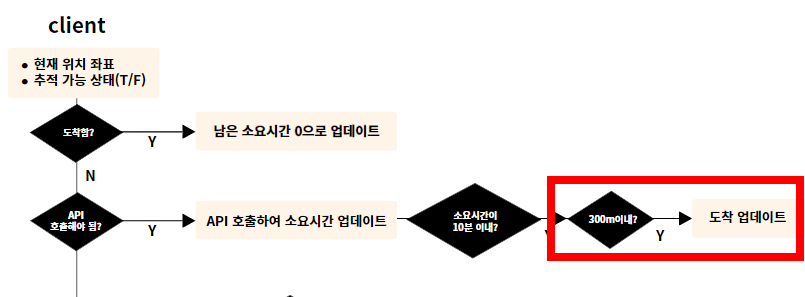 client
• 현재 위치 좌표
• 추적 가능 상태(T/F)
도착함?
Y
남은 소요시간 0으로 업데이트
N
API
호출해야 됨?
Y
API 호출하여 소요시간 업데이트
소요시간이
10분 이내?
Y
300m이내?
Y
도착 업데이트